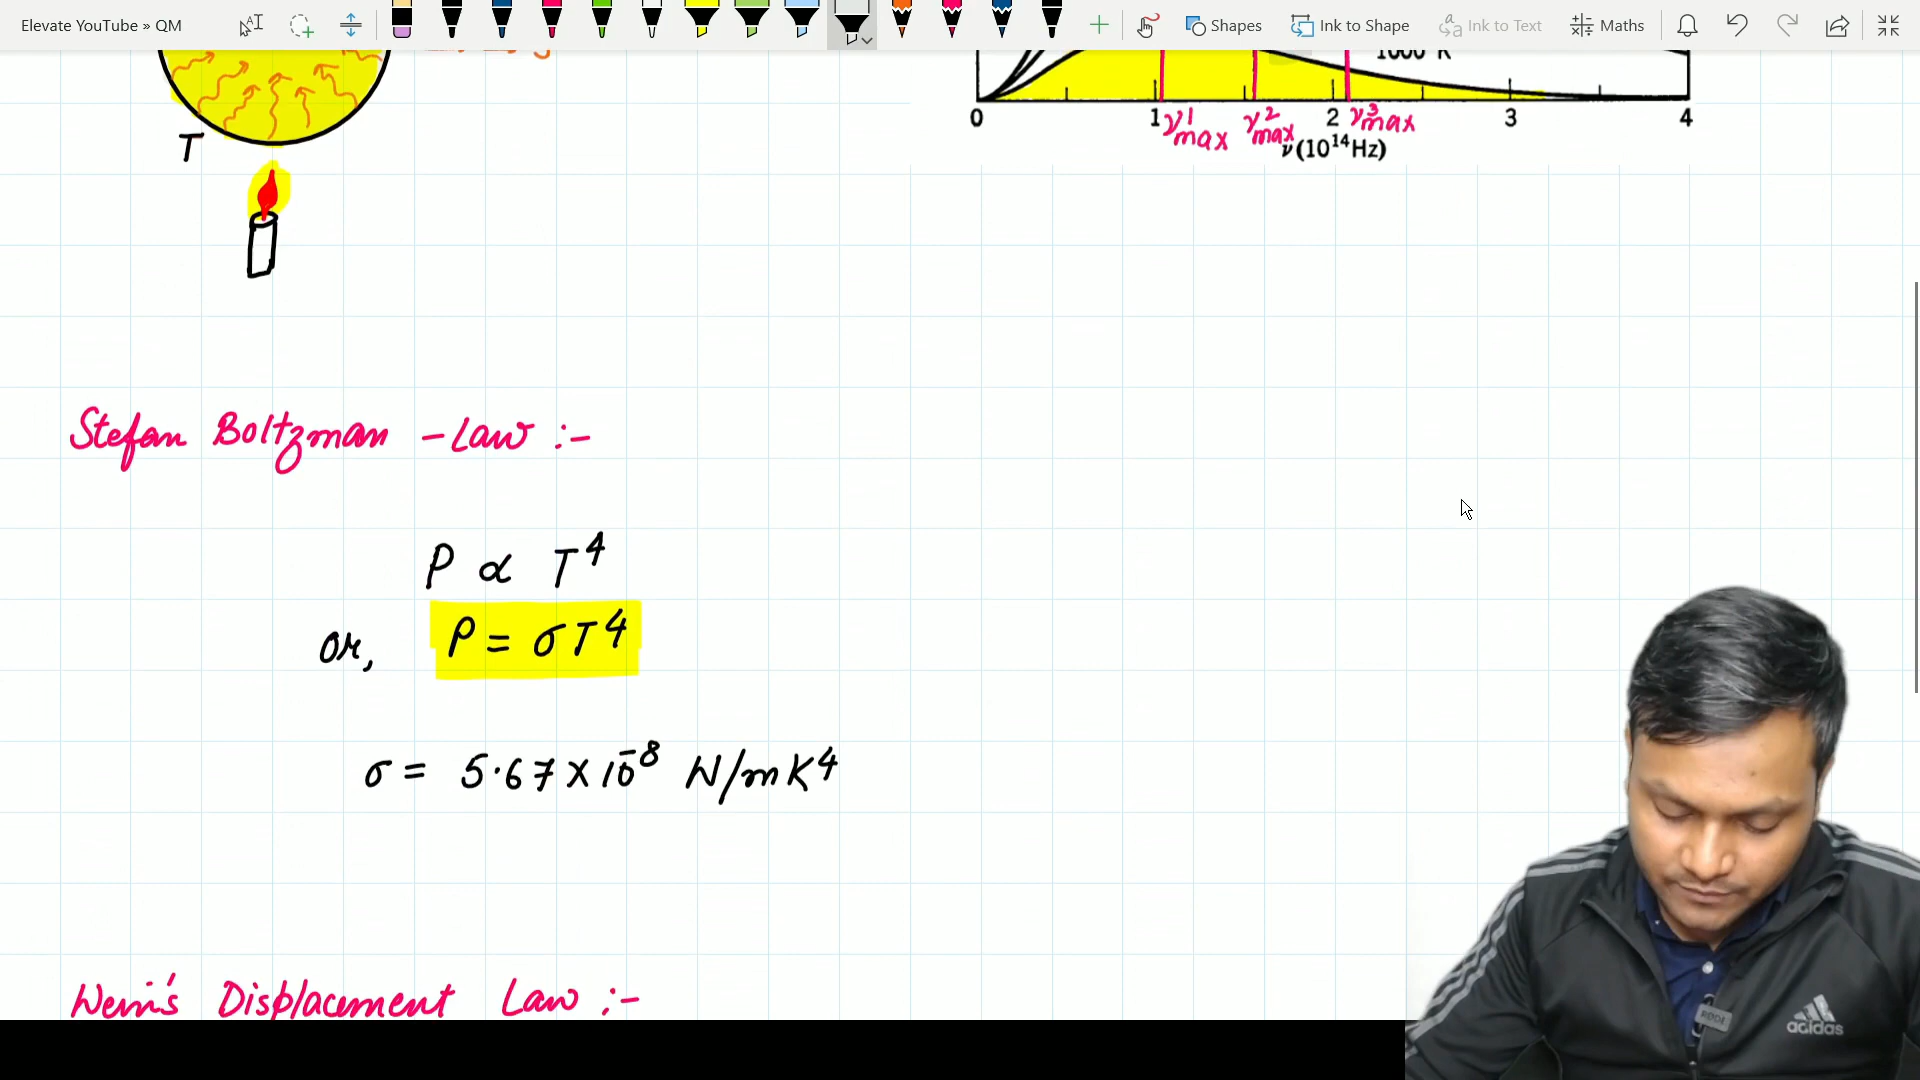 Elevate YouTube » QM
Shapes
Ink to Shape
Ink to Text
Maths
1000 K
0 1 2 3 4
ν¹max ν²max ν³max
ν(10¹⁴Hz)
T
Stefan Boltzman - Law :-
P ∝ T⁴
or, P = σT⁴
σ = 5.67 × 10⁻⁸ W/mK⁴
Wein's Displacement Law :-
adidas